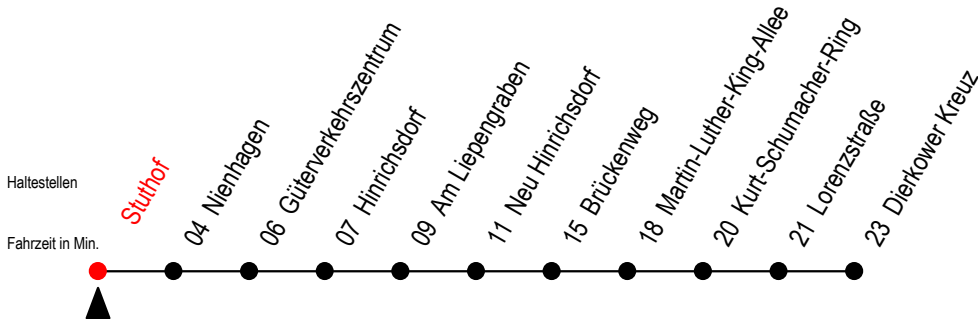 Haltestellen
Fahrzeit in Min.
Stuthof
04 Nienhagen
06 Güterverkehrszentrum
07 Hinrichsdorf
09 Am Liepengraben
11 Neu Hinrichsdorf
15 Brückenweg
18 Martin-Luther-King-Allee
20 Kurt-Schumacher-Ring
21 Lorenzstraße
23 Dierkower Kreuz